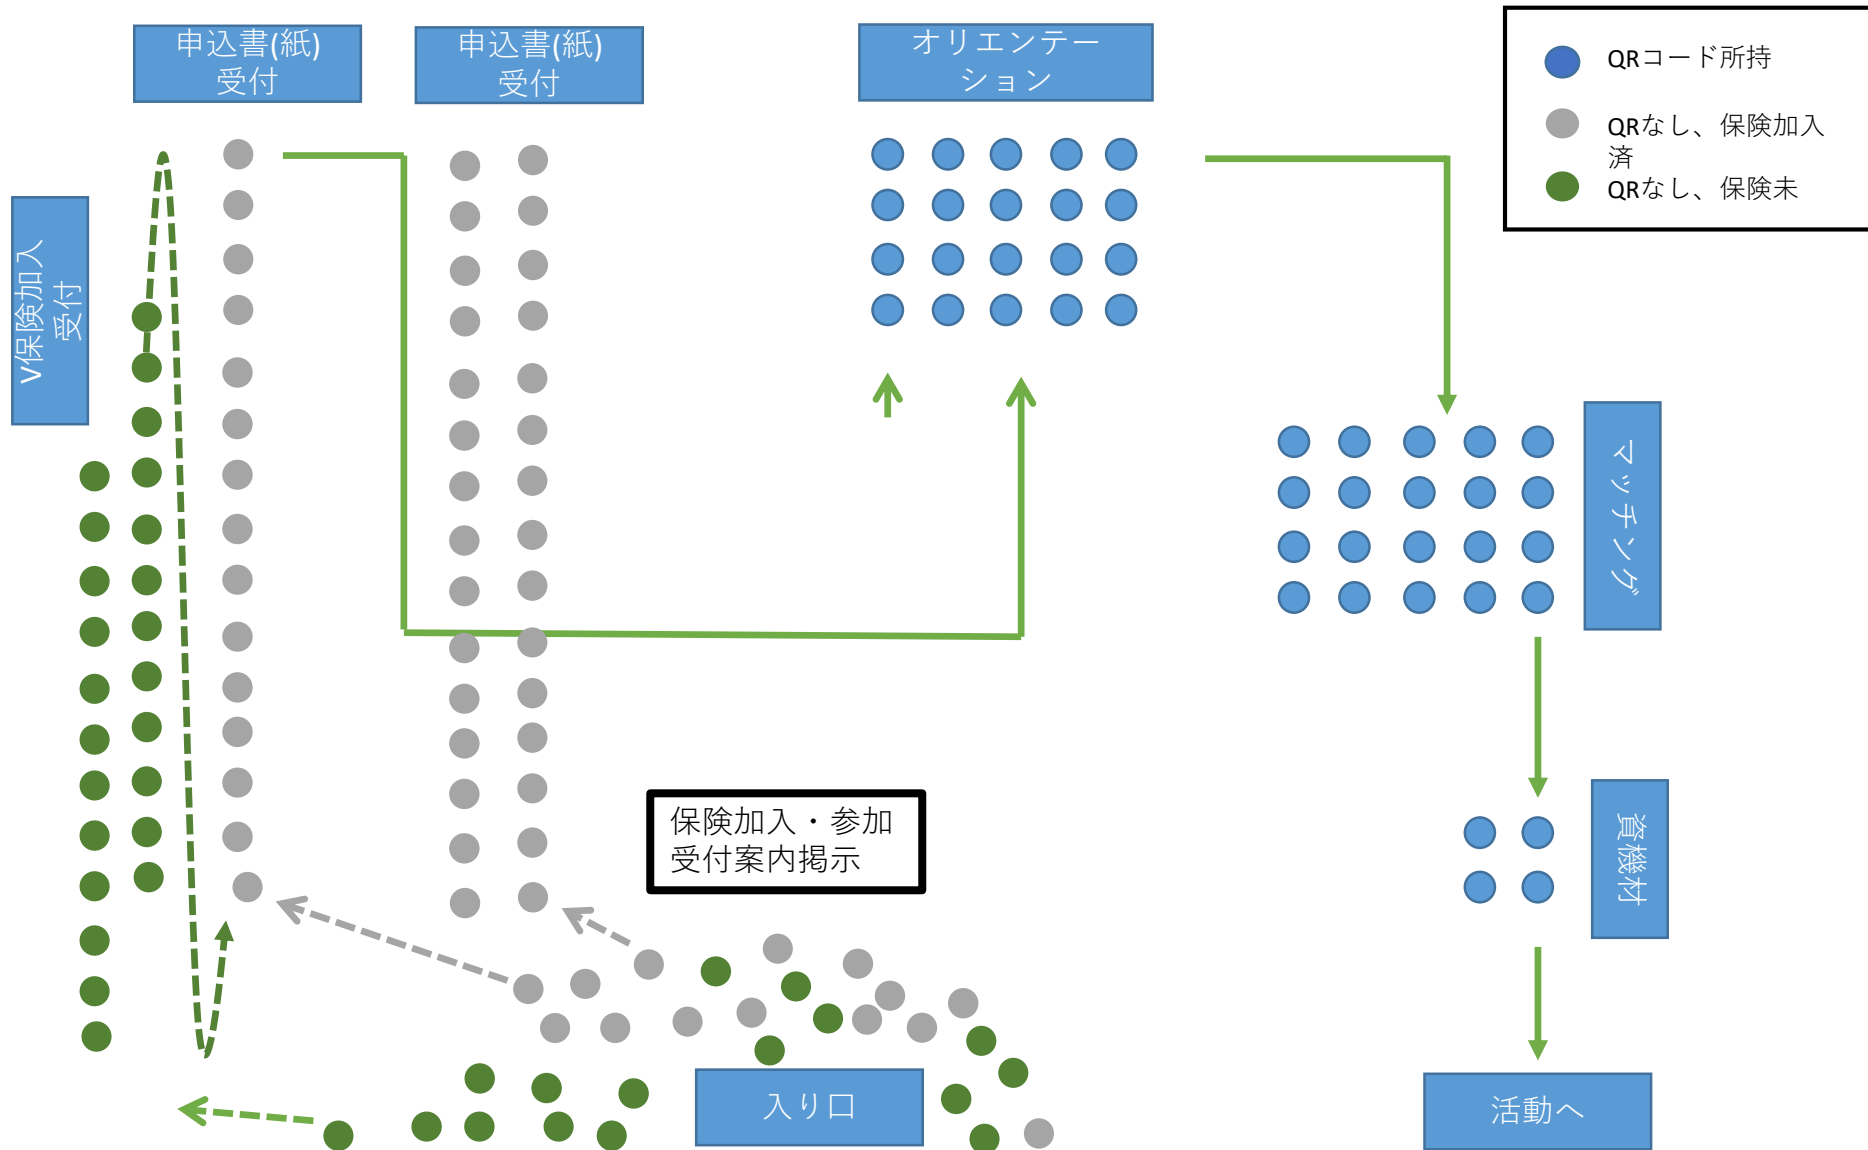 申込書(紙)
受付
申込書(紙)
受付
オリエンテー
ション
QRコード所持
QRなし、保険加入
済
QRなし、保険未
V保険加入
受付
マッチング
保険加入・参加
受付案内掲示
資機材
入り口
活動へ